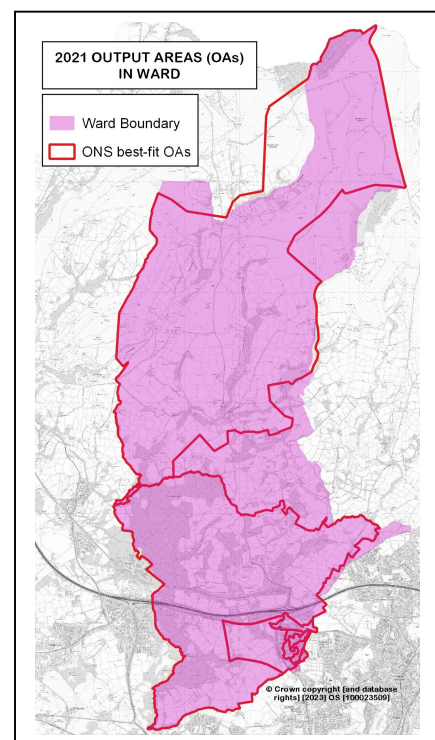 2021 OUTPUT AREAS (OAs)
IN WARD
Ward Boundary
ONS best-fit OAs
© Crown copyright [and database
rights] [2023] OS [100023509]